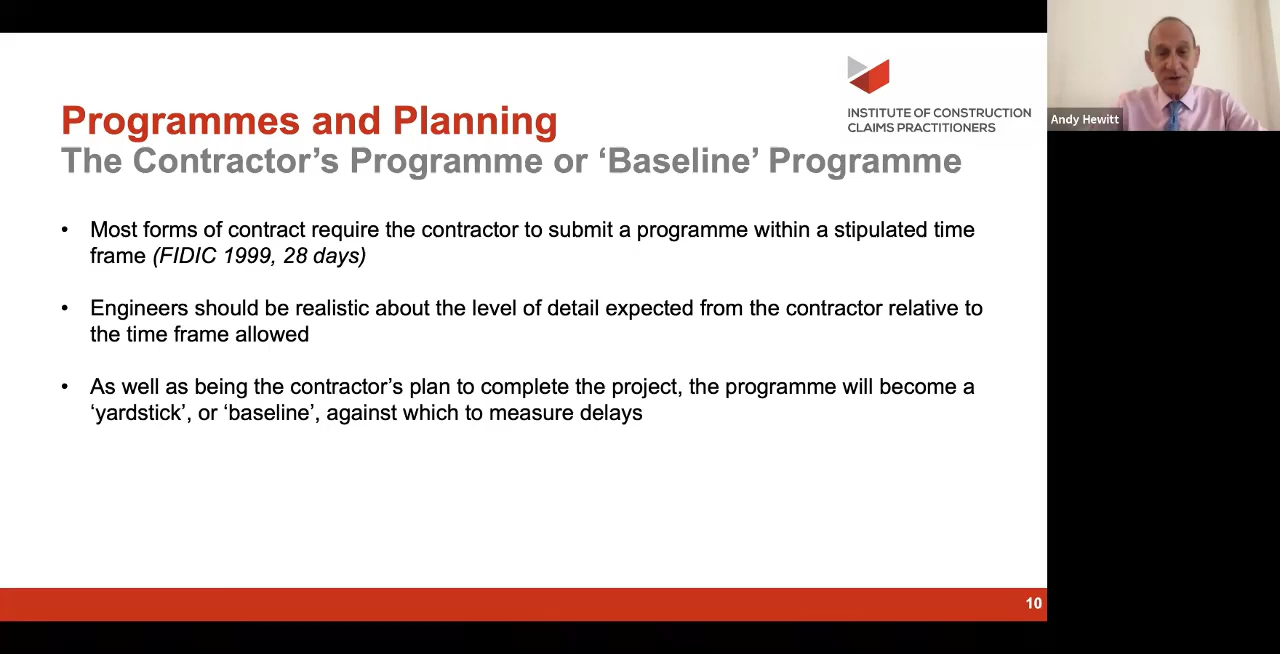 INSTITUTE OF CONSTRUCTION
CLAIMS PRACTITIONERS
Andy Hewitt
Programmes and Planning
The Contractor’s Programme or ‘Baseline’ Programme
• Most forms of contract require the contractor to submit a programme within a stipulated time
frame (FIDIC 1999, 28 days)
• Engineers should be realistic about the level of detail expected from the contractor relative to
the time frame allowed
• As well as being the contractor’s plan to complete the project, the programme will become a
‘yardstick’, or ‘baseline’, against which to measure delays
10